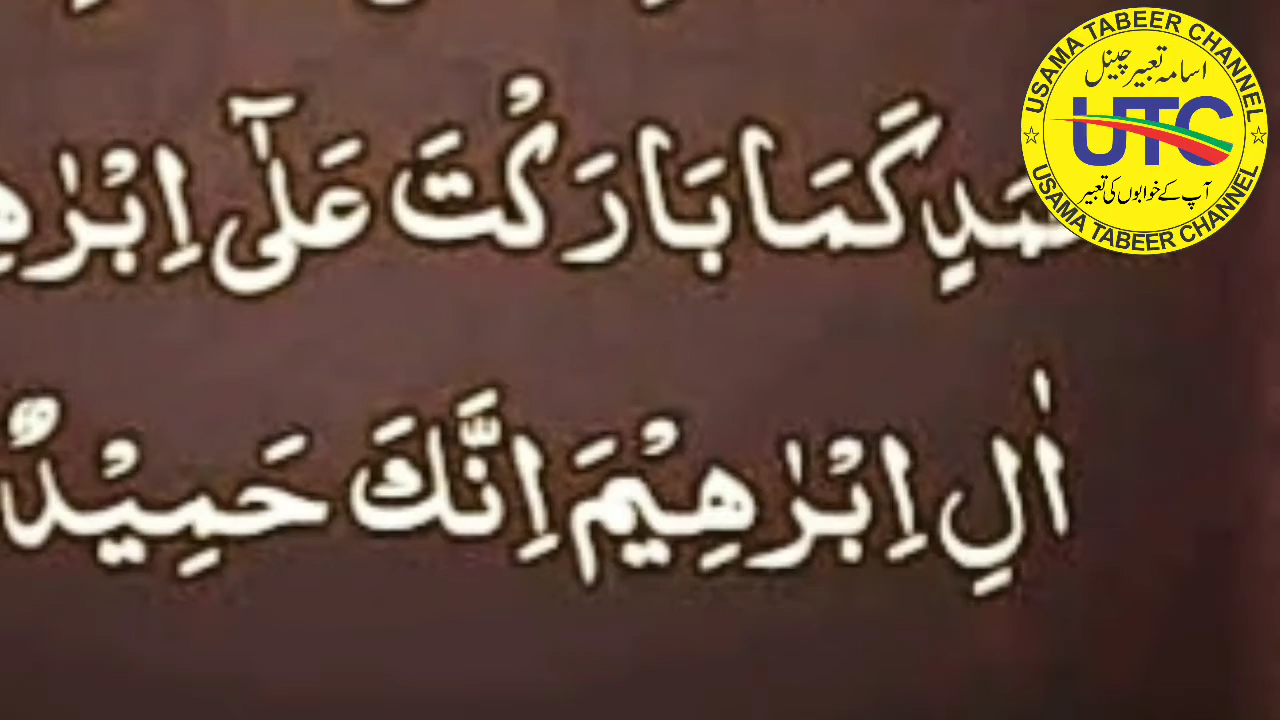 كَمَا بَارَكْتَ عَلٰٓى اِبْرٰهِ
اٰلِ اِبْرٰهِيْمَ اِنَّكَ حَمِيْدٌ
USAMA TABEER CHANNEL
اسامہ تعبیر چینل
UTC
آپ کے خوابوں کی تعبیر
USAMA TABEER CHANNEL